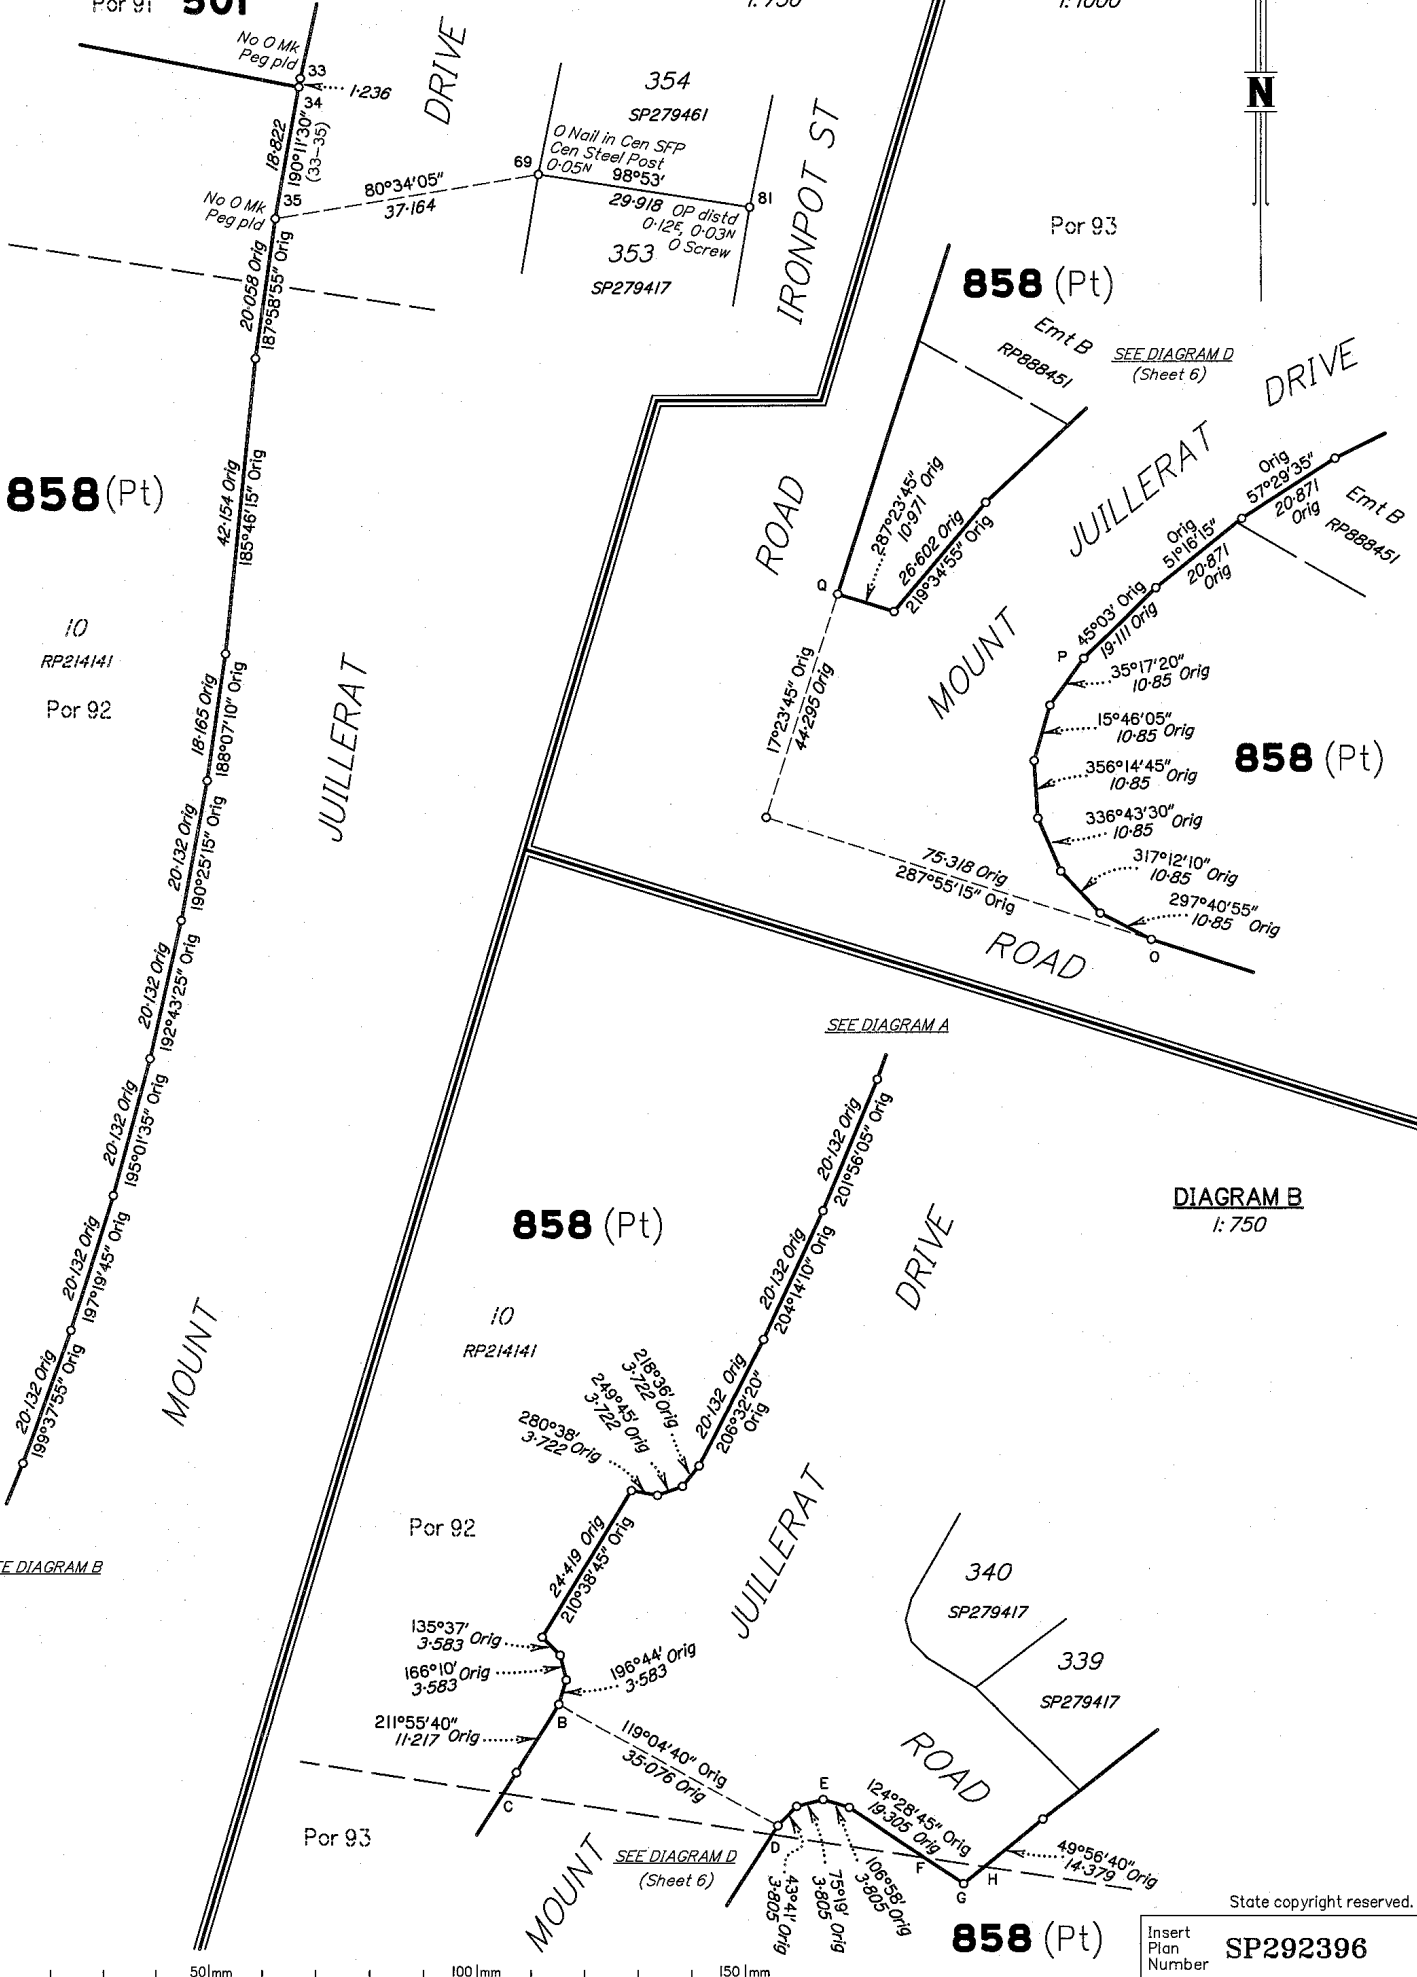 Por 91 501
1:750
1:1000
No O Mk
Peg pld
33
1·236
34
18·822
190°11'30"
(33–35)
DRIVE
354
SP279461
O Nail in Cen SFP
Cen Steel Post
0·05N
69
98°53'
29·918
81
OP distd
0·12E, 0·03N
O Screw
353
SP279417
80°34'05"
37·164
No O Mk
Peg pld
35
IRONPOT ST
N
Por 93
858 (Pt)
20·058 Orig
187°58'55" Orig
Emt B
RP888451
SEE DIAGRAM D
(Sheet 6)
DRIVE
JUILLERAT
MOUNT
858 (Pt)
42·154 Orig
185°46'15" Orig
ROAD
287°23'45"
10·971 Orig
26·602 Orig
219°34'55" Orig
Q
Orig
57°29'35"
20·871
Orig
Emt B
RP888451
Orig
51°16'15"
20·871
Orig
45°03' Orig
19·111 Orig
P
35°17'20"
10·85 Orig
15°46'05"
10·85 Orig
356°14'45"
10·85 Orig
336°43'30"
10·85 Orig
317°12'10"
10·85 Orig
297°40'55"
10·85 Orig
858 (Pt)
10
RP214141
Por 92
17°23'45" Orig
44·295 Orig
75·318 Orig
287°55'15" Orig
O
ROAD
18·165 Orig
188°07'10" Orig
JUILLERAT
20·132 Orig
190°25'15" Orig
20·132 Orig
192°43'25" Orig
20·132 Orig
195°01'35" Orig
20·132 Orig
197°19'45" Orig
20·132 Orig
199°37'55" Orig
MOUNT
SEE DIAGRAM A
20·132 Orig
201°56'05" Orig
DIAGRAM B
1:750
858 (Pt)
20·132 Orig
204°14'10" Orig
DRIVE
10
RP214141
20·132 Orig
206°32'20"
Orig
218°36'
3·722 Orig
249°45'
3·722 Orig
280°38'
3·722 Orig
Por 92
E DIAGRAM B
24·419 Orig
210°38'45" Orig
JUILLERAT
340
SP279417
339
SP279417
135°37'
3·583 Orig
166°10'
3·583 Orig
196°44'
3·583 Orig
B
211°55'40"
11·217 Orig
119°04'40" Orig
35·076 Orig
C
Por 93
ROAD
E
124°28'45" Orig
19·305 Orig
D
F
G
H
49°56'40"
14·379 Orig
SEE DIAGRAM D
(Sheet 6)
MOUNT
43°41'
3·805 Orig
75°19'
3·805 Orig
106°58'
3·805 Orig
858 (Pt)
State copyright reserved.
Insert
Plan
Number
SP292396
50 mm
100 mm
150 mm